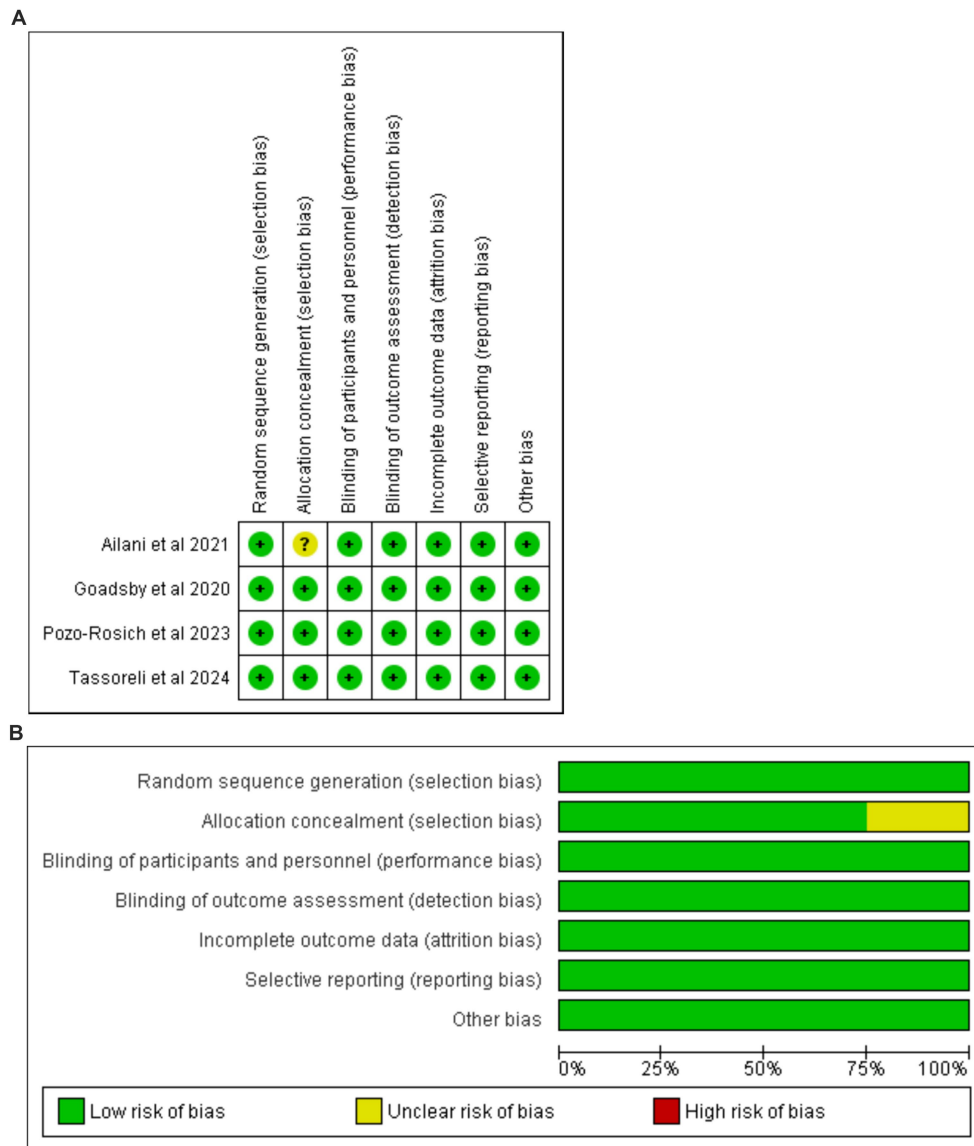 A
Random sequence generation (selection bias)
Allocation concealment (selection bias)
Blinding of participants and personnel (performance bias)
Blinding of outcome assessment (detection bias)
Incomplete outcome data (attrition bias)
Selective reporting (reporting bias)
Other bias
Ailani et al 2021 + ? + + + + +
Goadsby et al 2020 + + + + + + +
Pozo-Rosich et al 2023 + + + + + + +
Tassoreli et al 2024 + + + + + + +
B
Random sequence generation (selection bias)
Allocation concealment (selection bias)
Blinding of participants and personnel (performance bias)
Blinding of outcome assessment (detection bias)
Incomplete outcome data (attrition bias)
Selective reporting (reporting bias)
Other bias
0% 25% 50% 75% 100%
Low risk of bias Unclear risk of bias High risk of bias